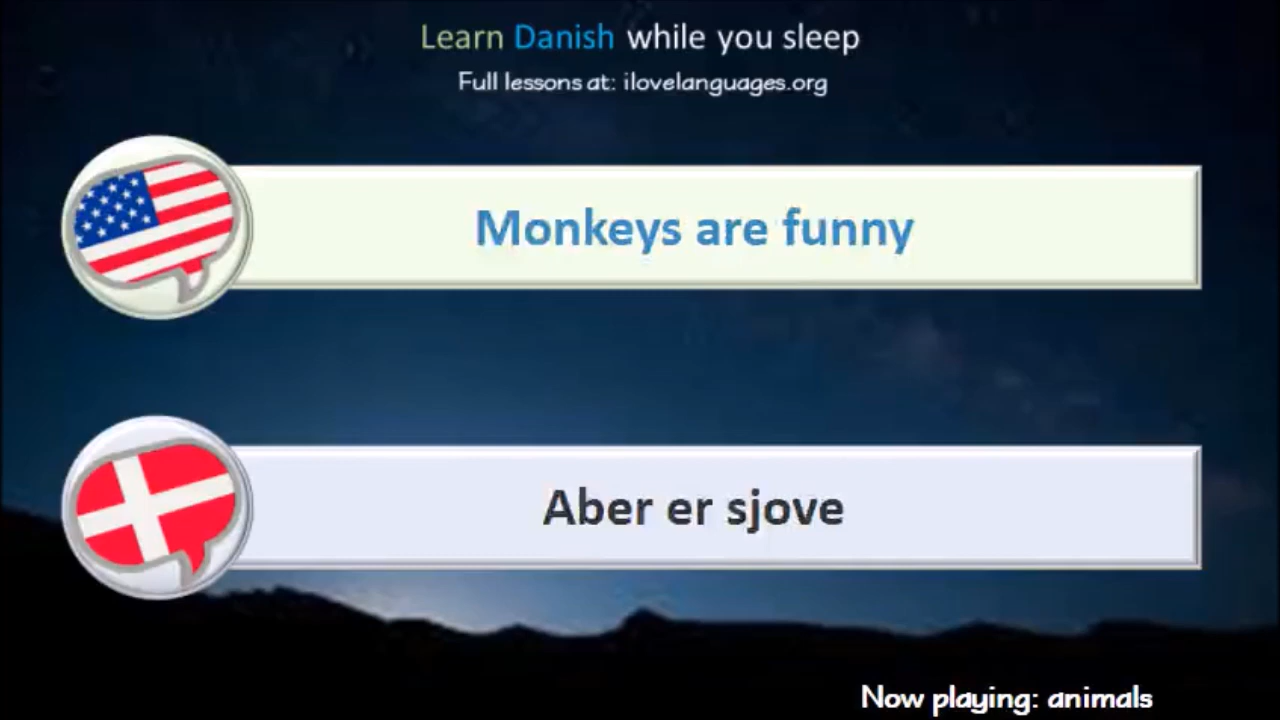 Learn Danish while you sleep
Full lessons at: ilovelanguages.org
Monkeys are funny
Aber er sjove
Now playing: animals